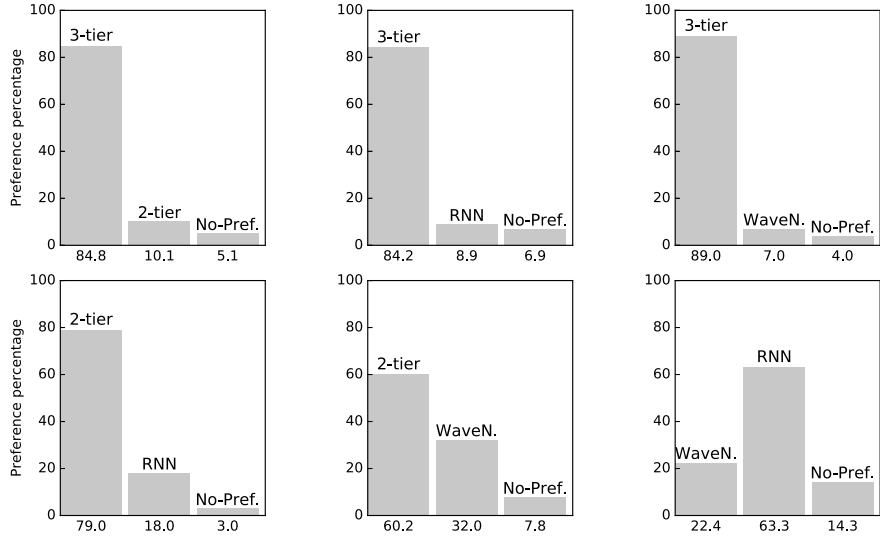 100
80
60
40
20
0
Preference percentage
3-tier
2-tier
No-Pref.
84.8 10.1 5.1
100
80
60
40
20
0
3-tier
RNN
No-Pref.
84.2 8.9 6.9
100
80
60
40
20
0
3-tier
WaveN.
No-Pref.
89.0 7.0 4.0
100
80
60
40
20
0
Preference percentage
2-tier
RNN
No-Pref.
79.0 18.0 3.0
100
80
60
40
20
0
2-tier
WaveN.
No-Pref.
60.2 32.0 7.8
100
80
60
40
20
0
WaveN.
RNN
No-Pref.
22.4 63.3 14.3